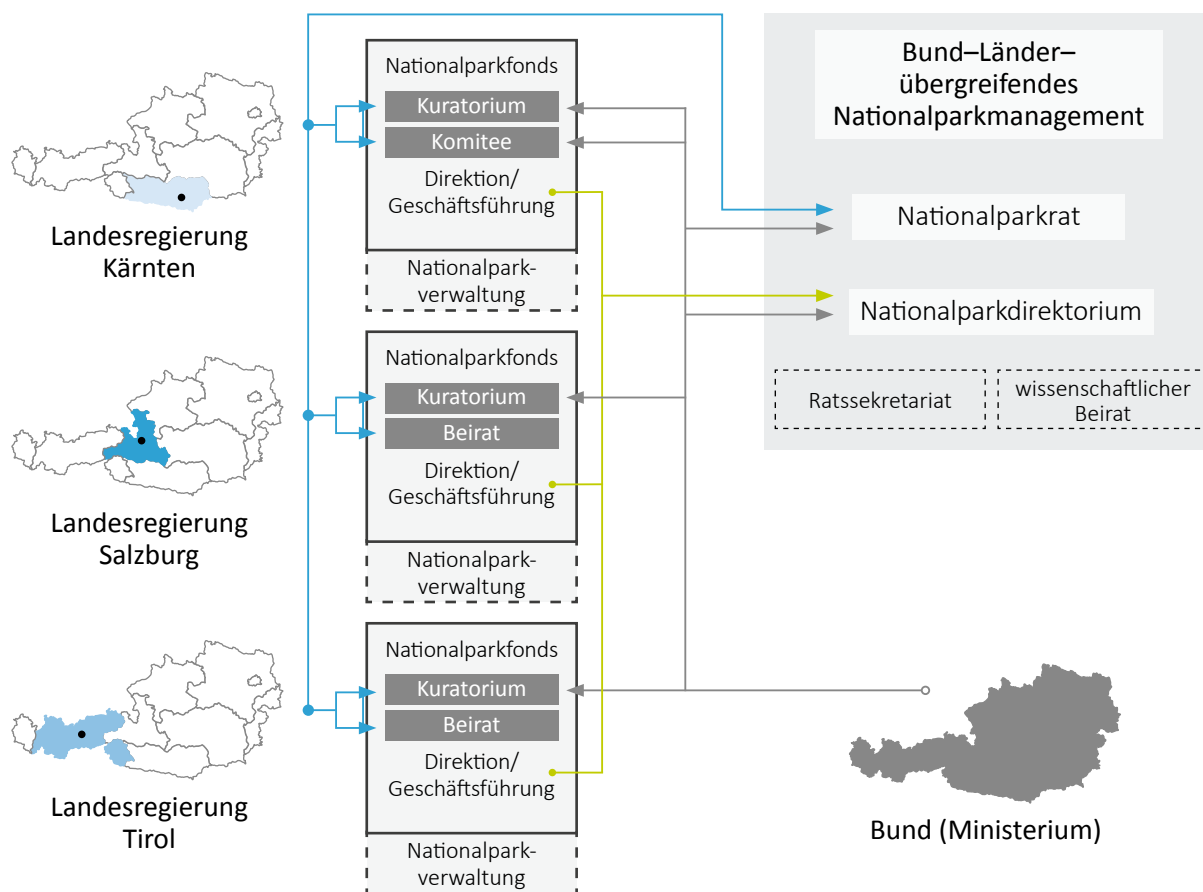 Landesregierung
Kärnten
Nationalparkfonds
Kuratorium
Komitee
Direktion/
Geschäftsführung
Nationalpark-
verwaltung
Landesregierung
Salzburg
Nationalparkfonds
Kuratorium
Beirat
Direktion/
Geschäftsführung
Nationalpark-
verwaltung
Landesregierung
Tirol
Nationalparkfonds
Kuratorium
Beirat
Direktion/
Geschäftsführung
Nationalpark-
verwaltung
Bund–Länder–
übergreifendes
Nationalparkmanagement
Nationalparkrat
Nationalparkdirektorium
Ratssekretariat
wissenschaftlicher
Beirat
Bund (Ministerium)